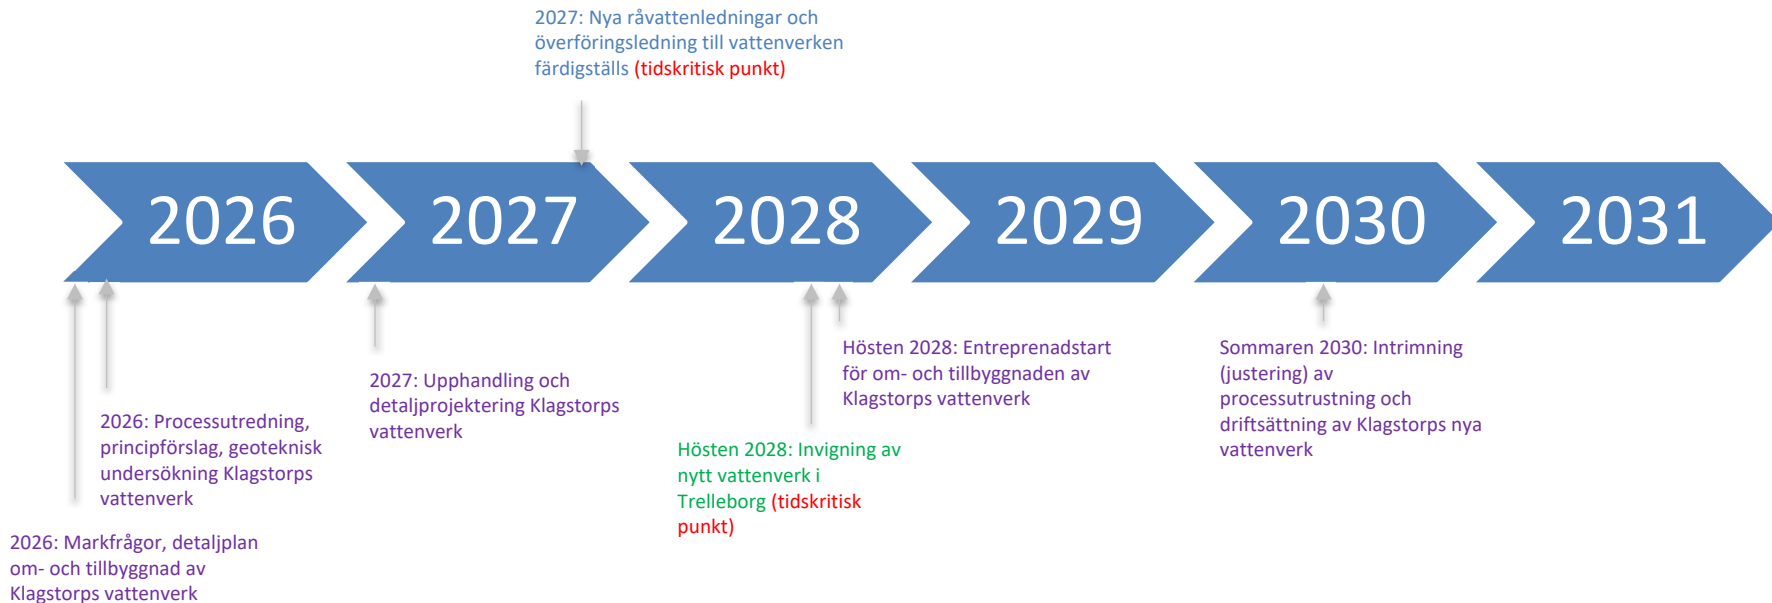 2027: Nya råvattenledningar och
överföringsledning till vattenverken
färdigställs (tidskritisk punkt)
2026
2027
2028
2029
2030
2031
2026: Markfrågor, detaljplan
om- och tillbyggnad av
Klagstorps vattenverk
2026: Processutredning,
principförslag, geoteknisk
undersökning Klagstorps
vattenverk
2027: Upphandling och
detaljprojektering Klagstorps
vattenverk
Hösten 2028: Invigning av
nytt vattenverk i
Trelleborg (tidskritisk
punkt)
Hösten 2028: Entreprenadstart
för om- och tillbyggnaden av
Klagstorps vattenverk
Sommaren 2030: Intrimning
(justering) av
processutrustning och
driftsättning av Klagstorps nya
vattenverk